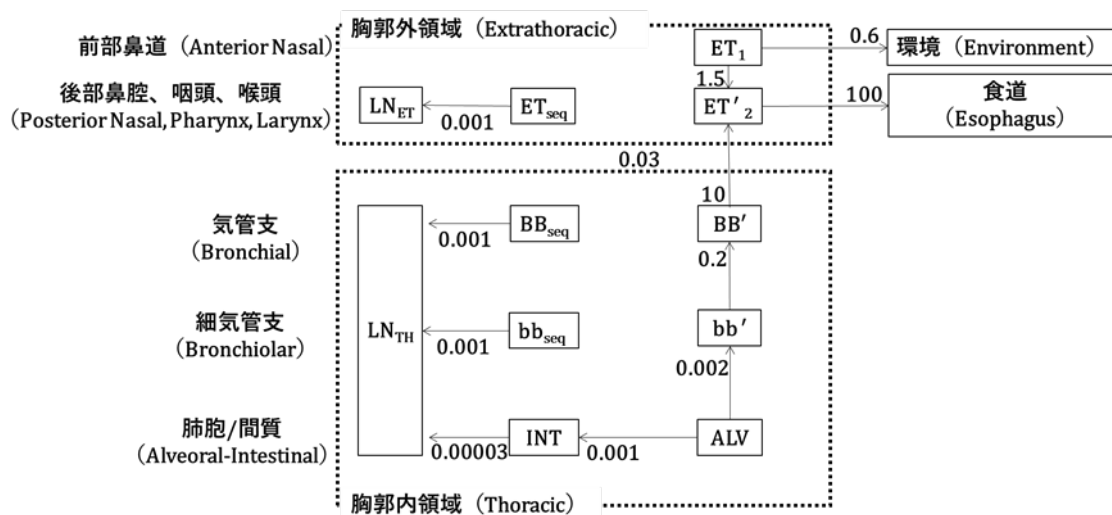 胸郭外領域（Extrathoracic）
前部鼻道（Anterior Nasal）
ET1
0.6
環境（Environment）
1.5
後部鼻腔、咽頭、喉頭
(Posterior Nasal, Pharynx, Larynx)
LNET
0.001
ETseq
ET′2
100
食道
(Esophagus)
0.03
10
気管支
(Bronchial)
LNTH
0.001
BBseq
BB′
0.2
細気管支
(Bronchiolar)
0.001
bbseq
bb′
0.002
肺胞/間質
(Alveoral-Intestinal)
0.00003
INT
0.001
ALV
胸郭内領域（Thoracic）